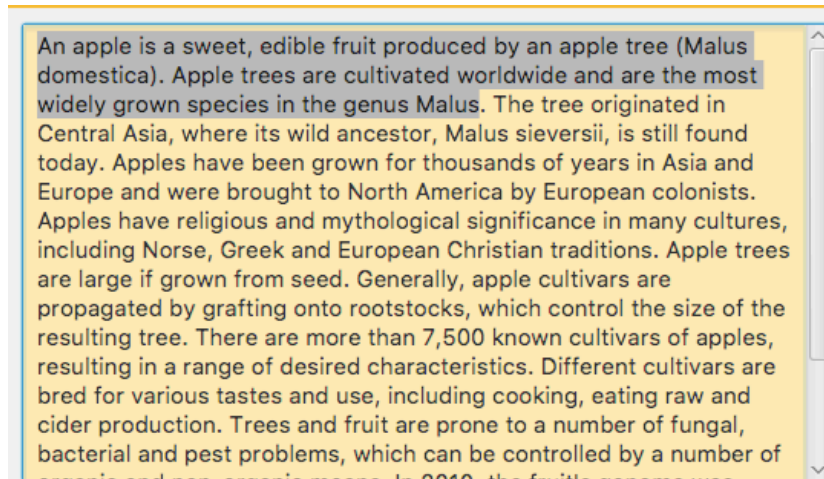 An apple is a sweet, edible fruit produced by an apple tree (Malus
domestica). Apple trees are cultivated worldwide and are the most
widely grown species in the genus Malus. The tree originated in
Central Asia, where its wild ancestor, Malus sieversii, is still found
today. Apples have been grown for thousands of years in Asia and
Europe and were brought to North America by European colonists.
Apples have religious and mythological significance in many cultures,
including Norse, Greek and European Christian traditions. Apple trees
are large if grown from seed. Generally, apple cultivars are
propagated by grafting onto rootstocks, which control the size of the
resulting tree. There are more than 7,500 known cultivars of apples,
resulting in a range of desired characteristics. Different cultivars are
bred for various tastes and use, including cooking, eating raw and
cider production. Trees and fruit are prone to a number of fungal,
bacterial and pest problems, which can be controlled by a number of